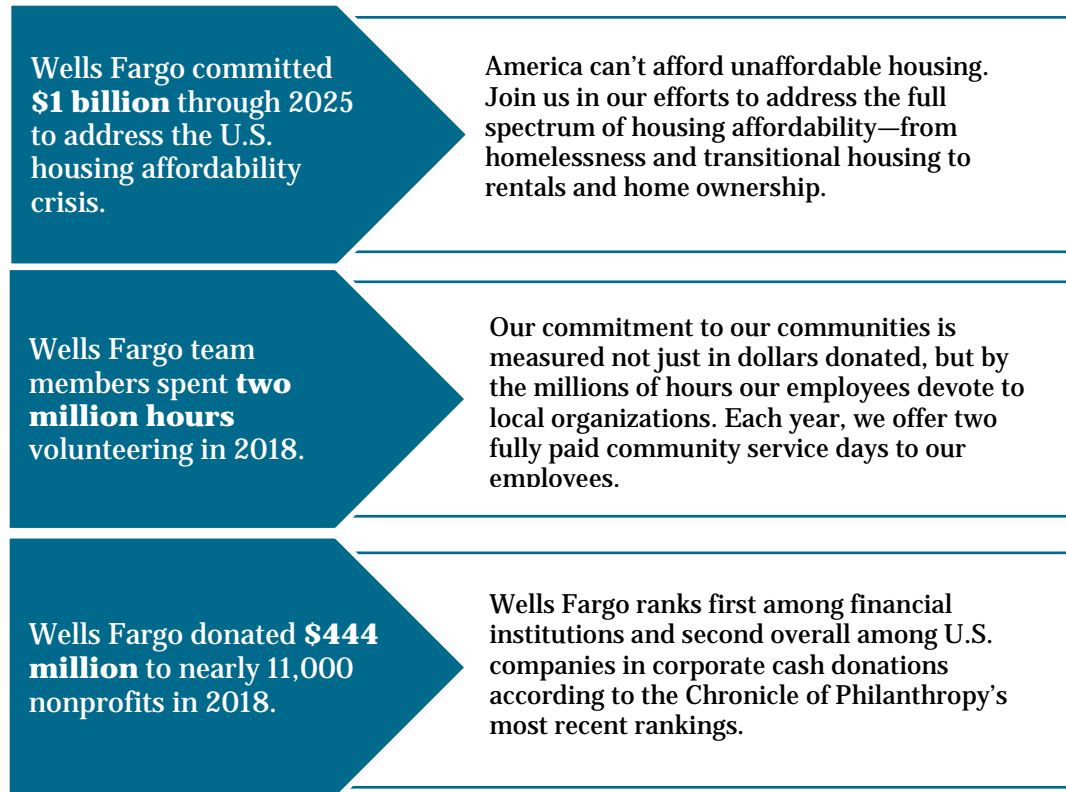 Wells Fargo committed
$1 billion through 2025
to address the U.S.
housing affordability
crisis.
America can’t afford unaffordable housing.
Join us in our efforts to address the full
spectrum of housing affordability—from
homelessness and transitional housing to
rentals and home ownership.
Wells Fargo team
members spent two
million hours
volunteering in 2018.
Our commitment to our communities is
measured not just in dollars donated, but by
the millions of hours our employees devote to
local organizations. Each year, we offer two
fully paid community service days to our
employees.
Wells Fargo donated $444
million to nearly 11,000
nonprofits in 2018.
Wells Fargo ranks first among financial
institutions and second overall among U.S.
companies in corporate cash donations
according to the Chronicle of Philanthropy’s
most recent rankings.